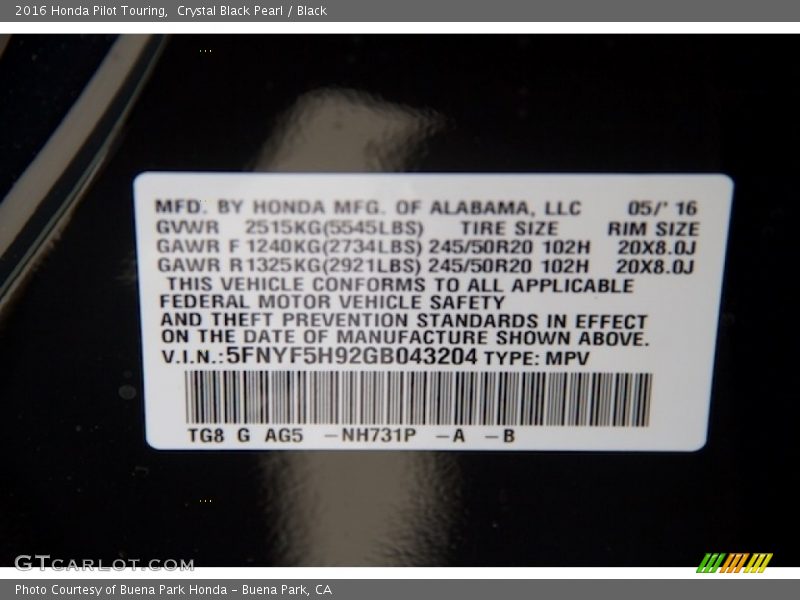 2016 Honda Pilot Touring,  Crystal Black Pearl / Black
MFD. BY HONDA MFG. OF ALABAMA, LLC 05/' 16
GVWR 2515KG(5545LBS) TIRE SIZE RIM SIZE
GAWR F 1240KG(2734LBS) 245/50R20 102H 20X8.0J
GAWR R1325KG(2921LBS) 245/50R20 102H 20X8.0J
THIS VEHICLE CONFORMS TO ALL APPLICABLE
FEDERAL MOTOR VEHICLE SAFETY
AND THEFT PREVENTION STANDARDS IN EFFECT
ON THE DATE OF MANUFACTURE SHOWN ABOVE.
V.I.N.:5FNYF5H92GB043204 TYPE: MPV
TG8 G AG5 –NH731P –A –B
GTCARLOT.COM
Photo Courtesy of Buena Park Honda – Buena Park, CA